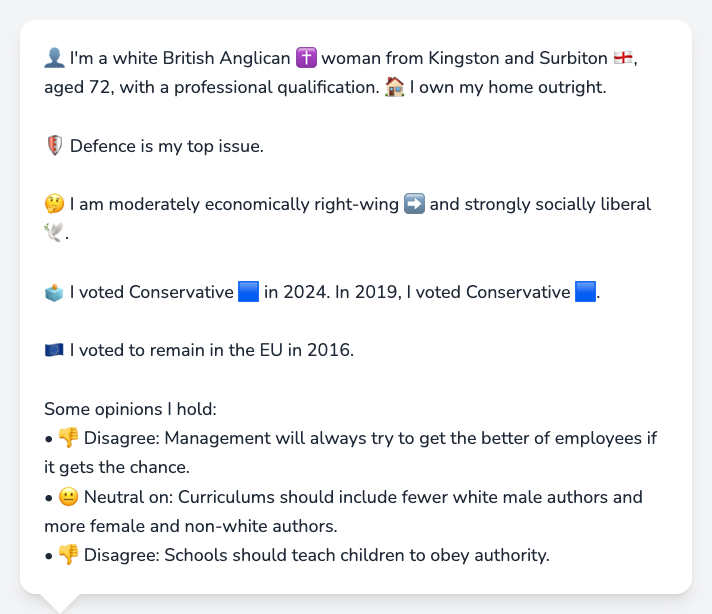 👤 I'm a white British Anglican ✝️ woman from Kingston and Surbiton 🏴󠁧󠁢󠁥󠁮󠁧󠁿,
aged 72, with a professional qualification. 🏠 I own my home outright.
🛡️ Defence is my top issue.
🤔 I am moderately economically right-wing ➡️ and strongly socially liberal
🕊️.
🗳️ I voted Conservative 🟦 in 2024. In 2019, I voted Conservative 🟦.
🇪🇺 I voted to remain in the EU in 2016.
Some opinions I hold:
• 👎 Disagree: Management will always try to get the better of employees if
it gets the chance.
• 😐 Neutral on: Curriculums should include fewer white male authors and
more female and non-white authors.
• 👎 Disagree: Schools should teach children to obey authority.